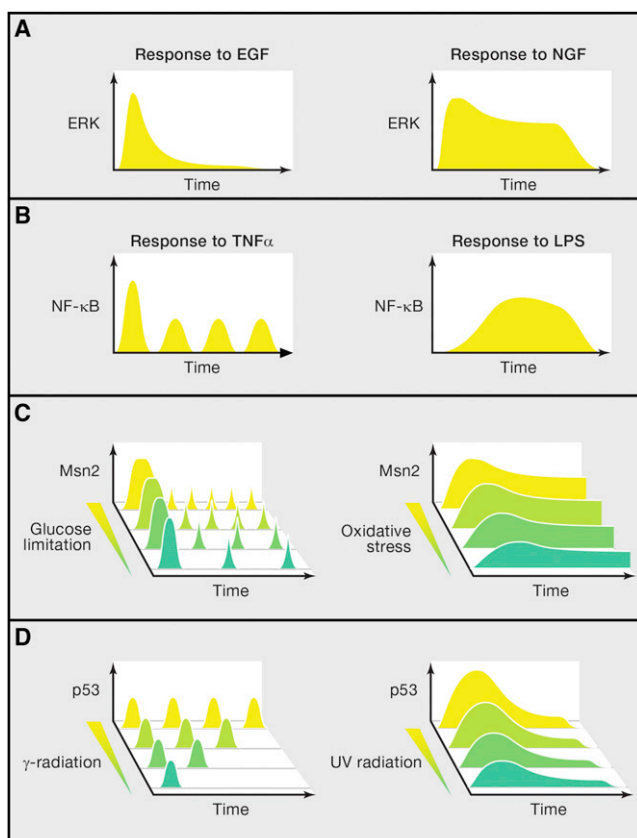 A
Response to EGF
ERK
Time
Response to NGF
ERK
Time
B
Response to TNFα
NF-κB
Time
Response to LPS
NF-κB
Time
C
Msn2
Glucose
limitation
Time
Msn2
Oxidative
stress
Time
D
p53
γ-radiation
Time
p53
UV radiation
Time